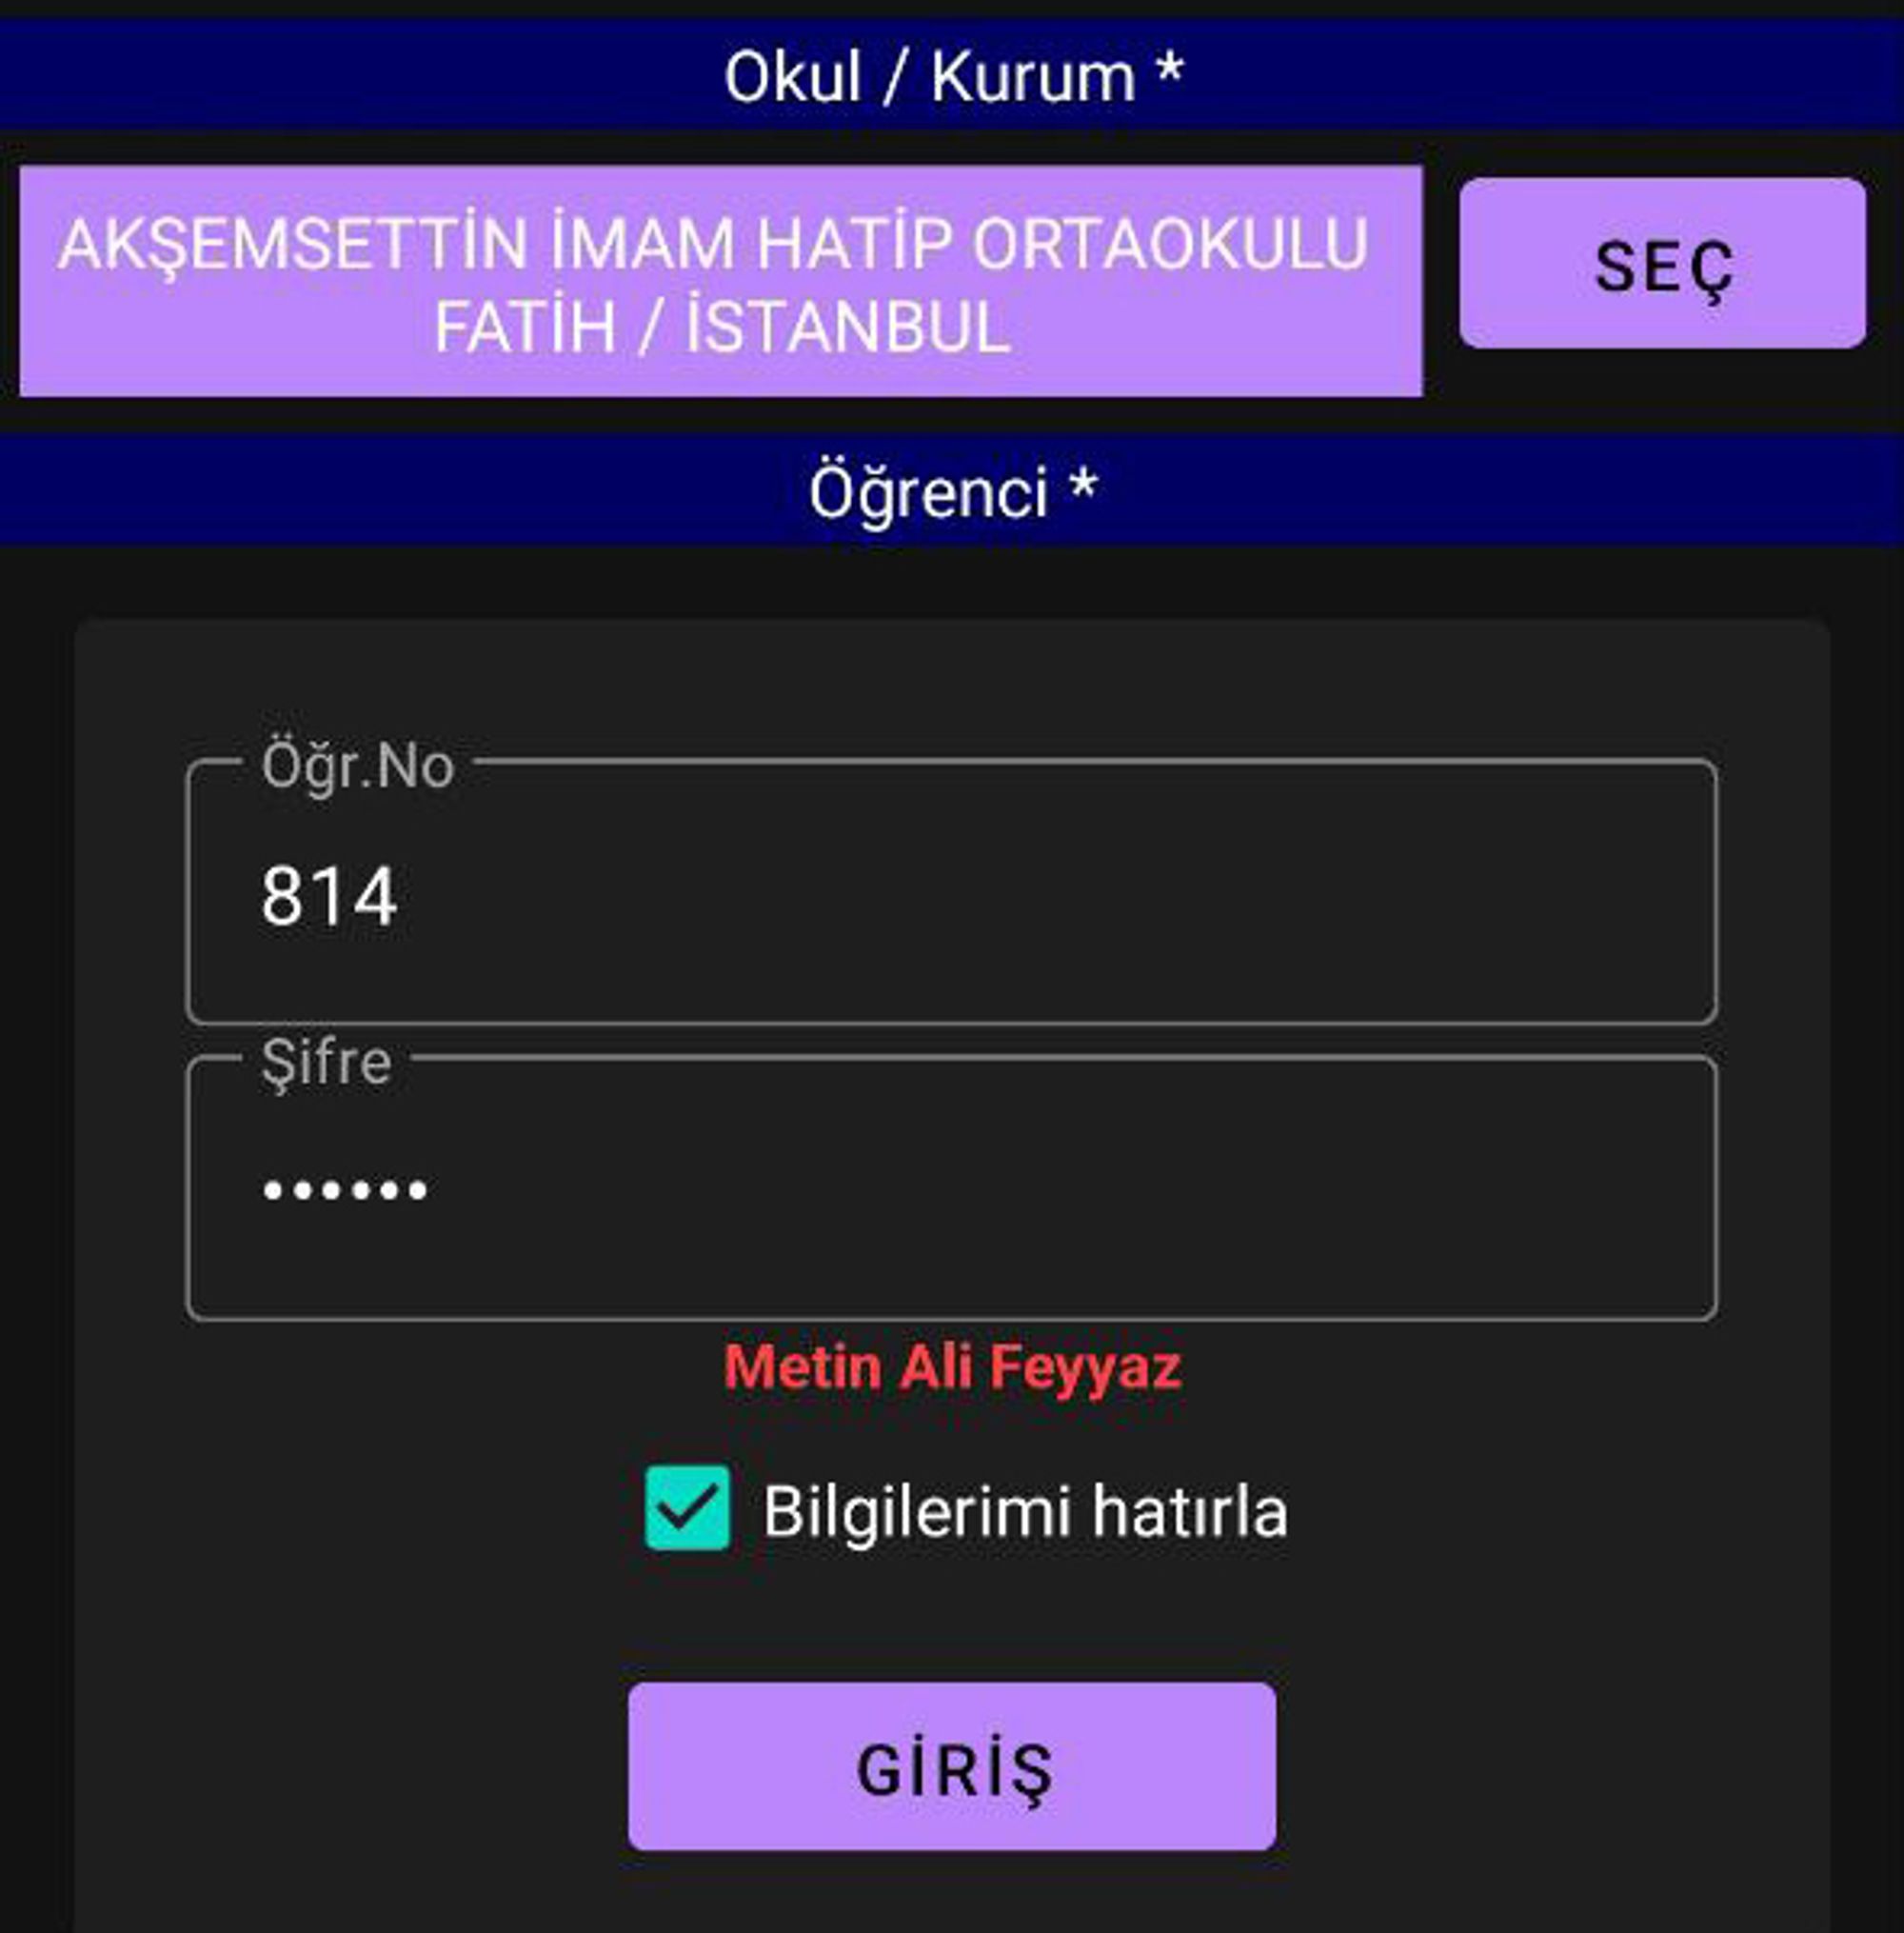 Okul / Kurum *
AKŞEMSETTİN İMAM HATİP ORTAOKULU
FATİH / İSTANBUL
SEÇ
Öğrenci *
Öğr.No
814
Şifre
••••••
Metin Ali Feyyaz
Bilgilerimi hatırla
GİRİŞ